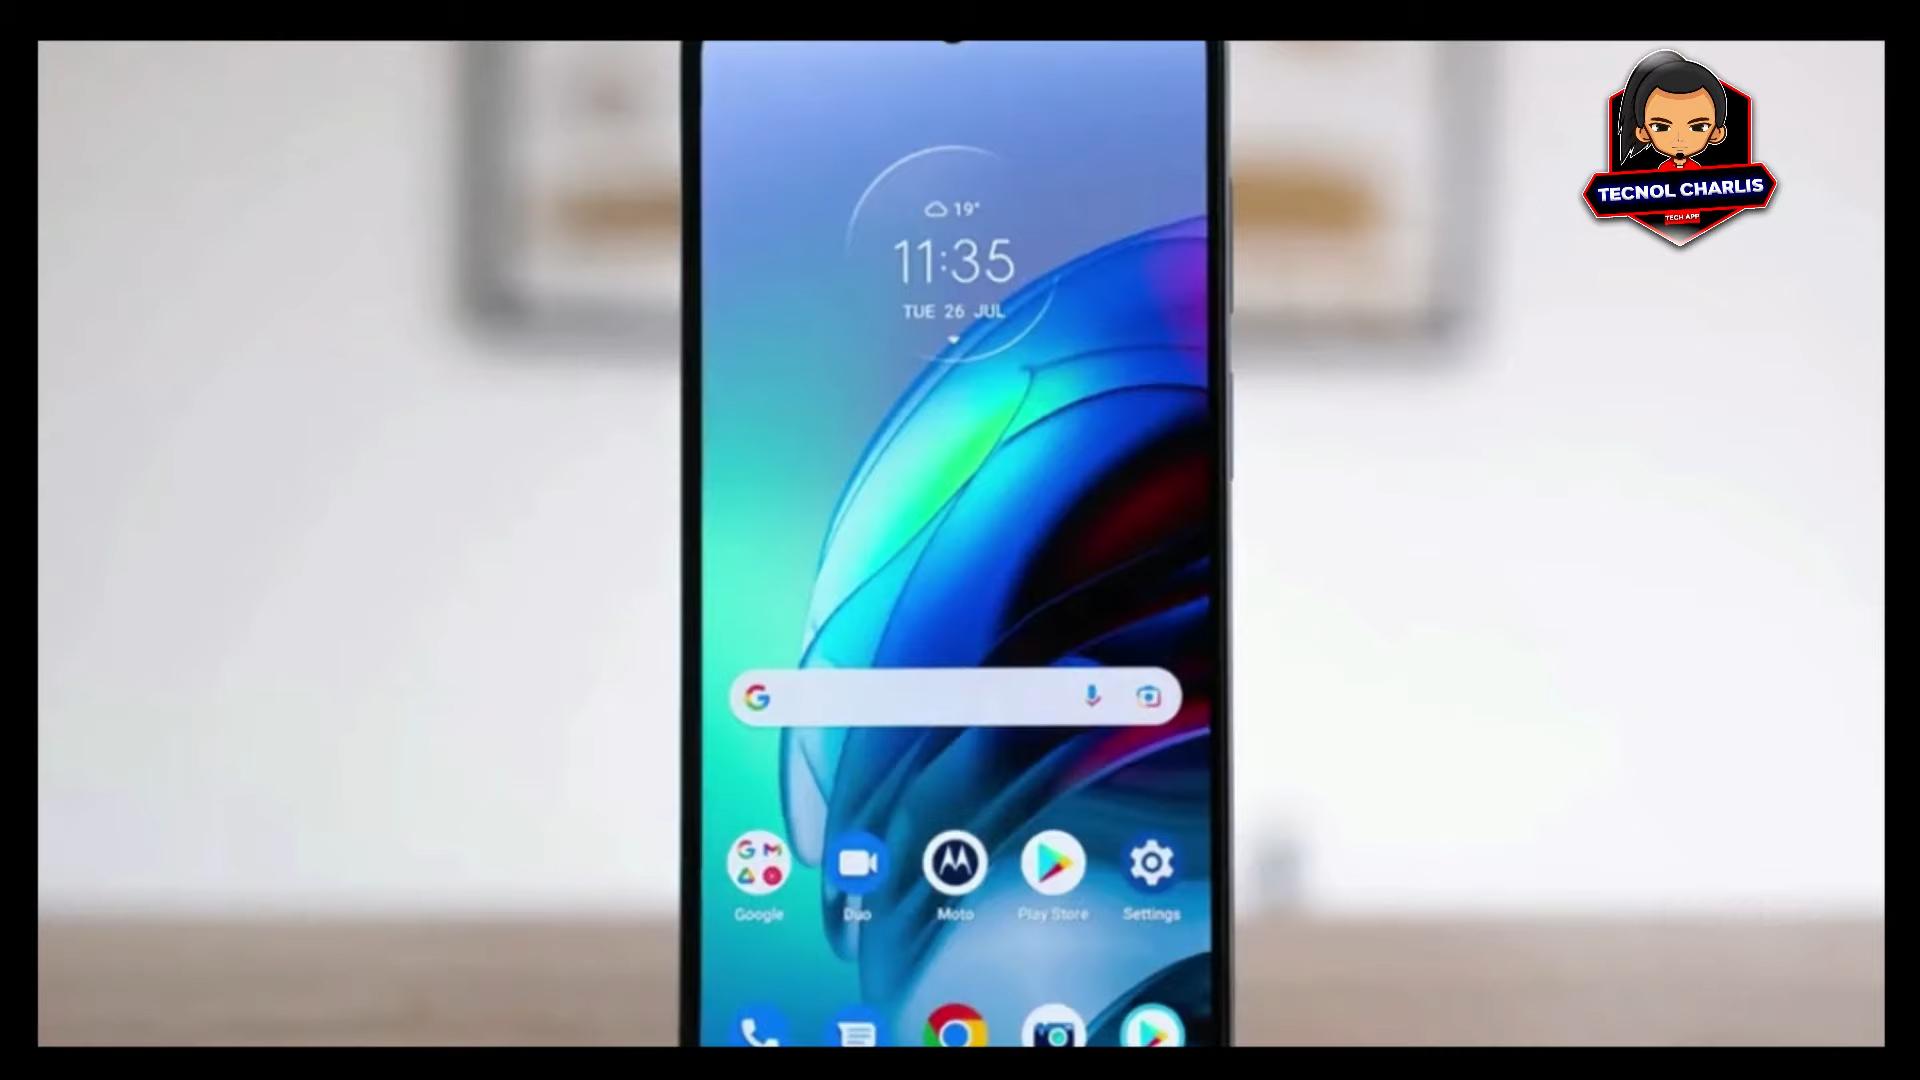 TECNOL CHARLIS
TECH APP
19°
11:35
TUE 26 JUL
Google
Duo
Moto
Play Store
Settings